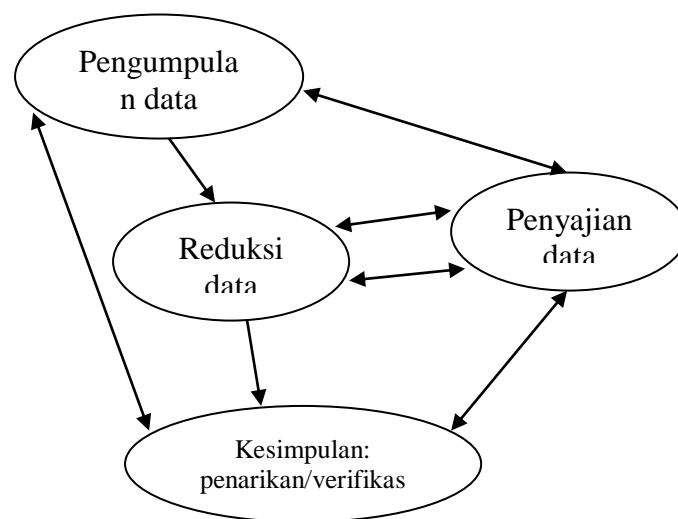 Pengumpula
n data
Penyajian
data
Reduksi
data
Kesimpulan:
penarikan/verifikas